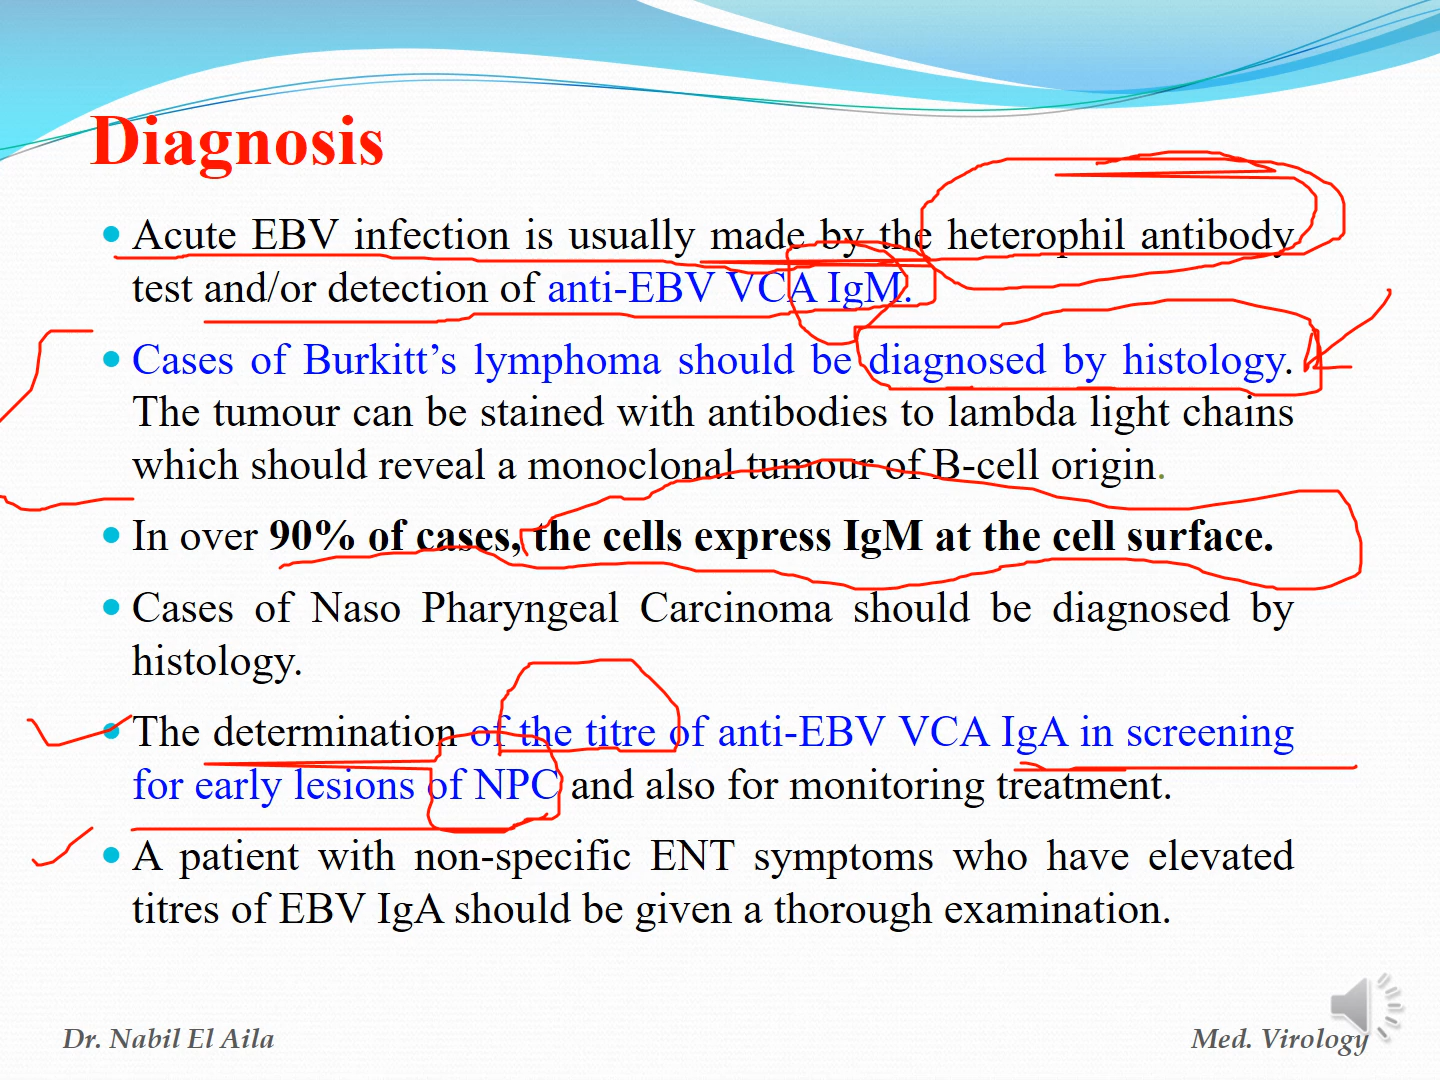 Diagnosis
Acute EBV infection is usually made by the heterophil antibody
test and/or detection of anti-EBV VCA IgM.
Cases of Burkitt’s lymphoma should be diagnosed by histology.
The tumour can be stained with antibodies to lambda light chains
which should reveal a monoclonal tumour of B-cell origin.
In over 90% of cases, the cells express IgM at the cell surface.
Cases of Naso Pharyngeal Carcinoma should be diagnosed by
histology.
The determination of the titre of anti-EBV VCA IgA in screening
for early lesions of NPC and also for monitoring treatment.
A patient with non-specific ENT symptoms who have elevated
titres of EBV IgA should be given a thorough examination.
Dr. Nabil El Aila
Med. Virology